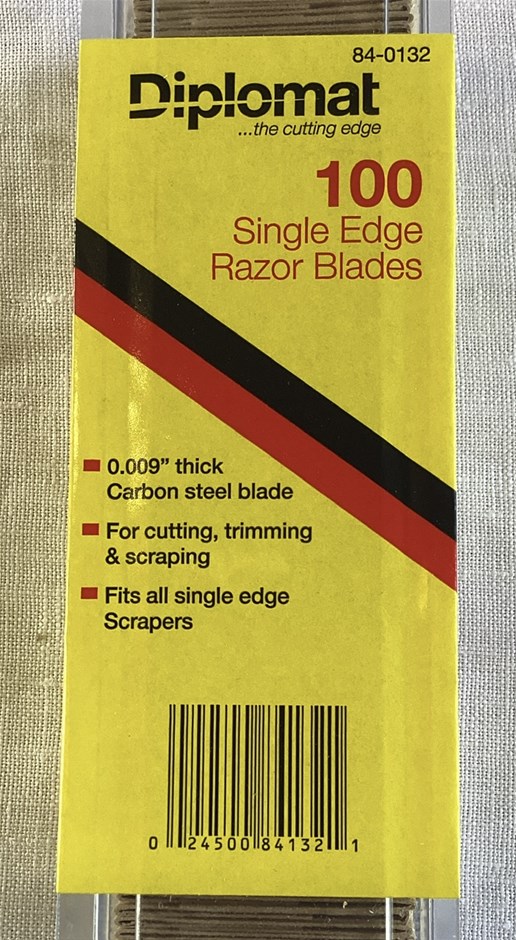 84-0132
Diplomat
...the cutting edge
100
Single Edge
Razor Blades
0.009” thick
Carbon steel blade
For cutting, trimming
& scraping
Fits all single edge
Scrapers
0 24500 84132 1